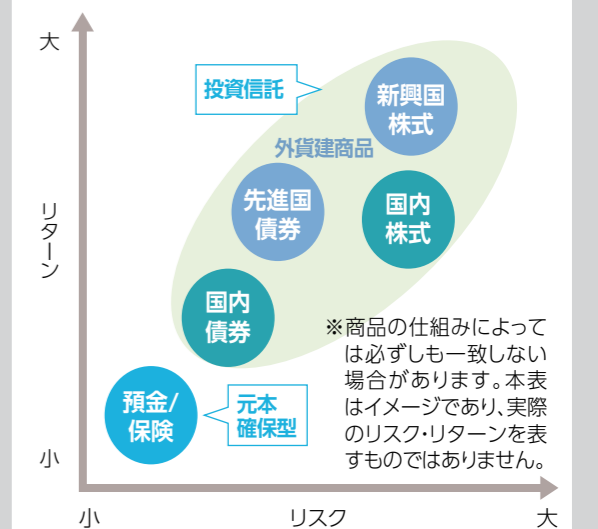 大
投資信託
新興国
株式
外貨建商品
先進国
債券
国内
株式
リターン
国内
債券
※商品の仕組みによって
は必ずしも一致しない
場合があります。本表
はイメージであり、実際
のリスク・リターンを表
すものではありません。
預金/
保険
元本
確保型
小
小
リスク
大